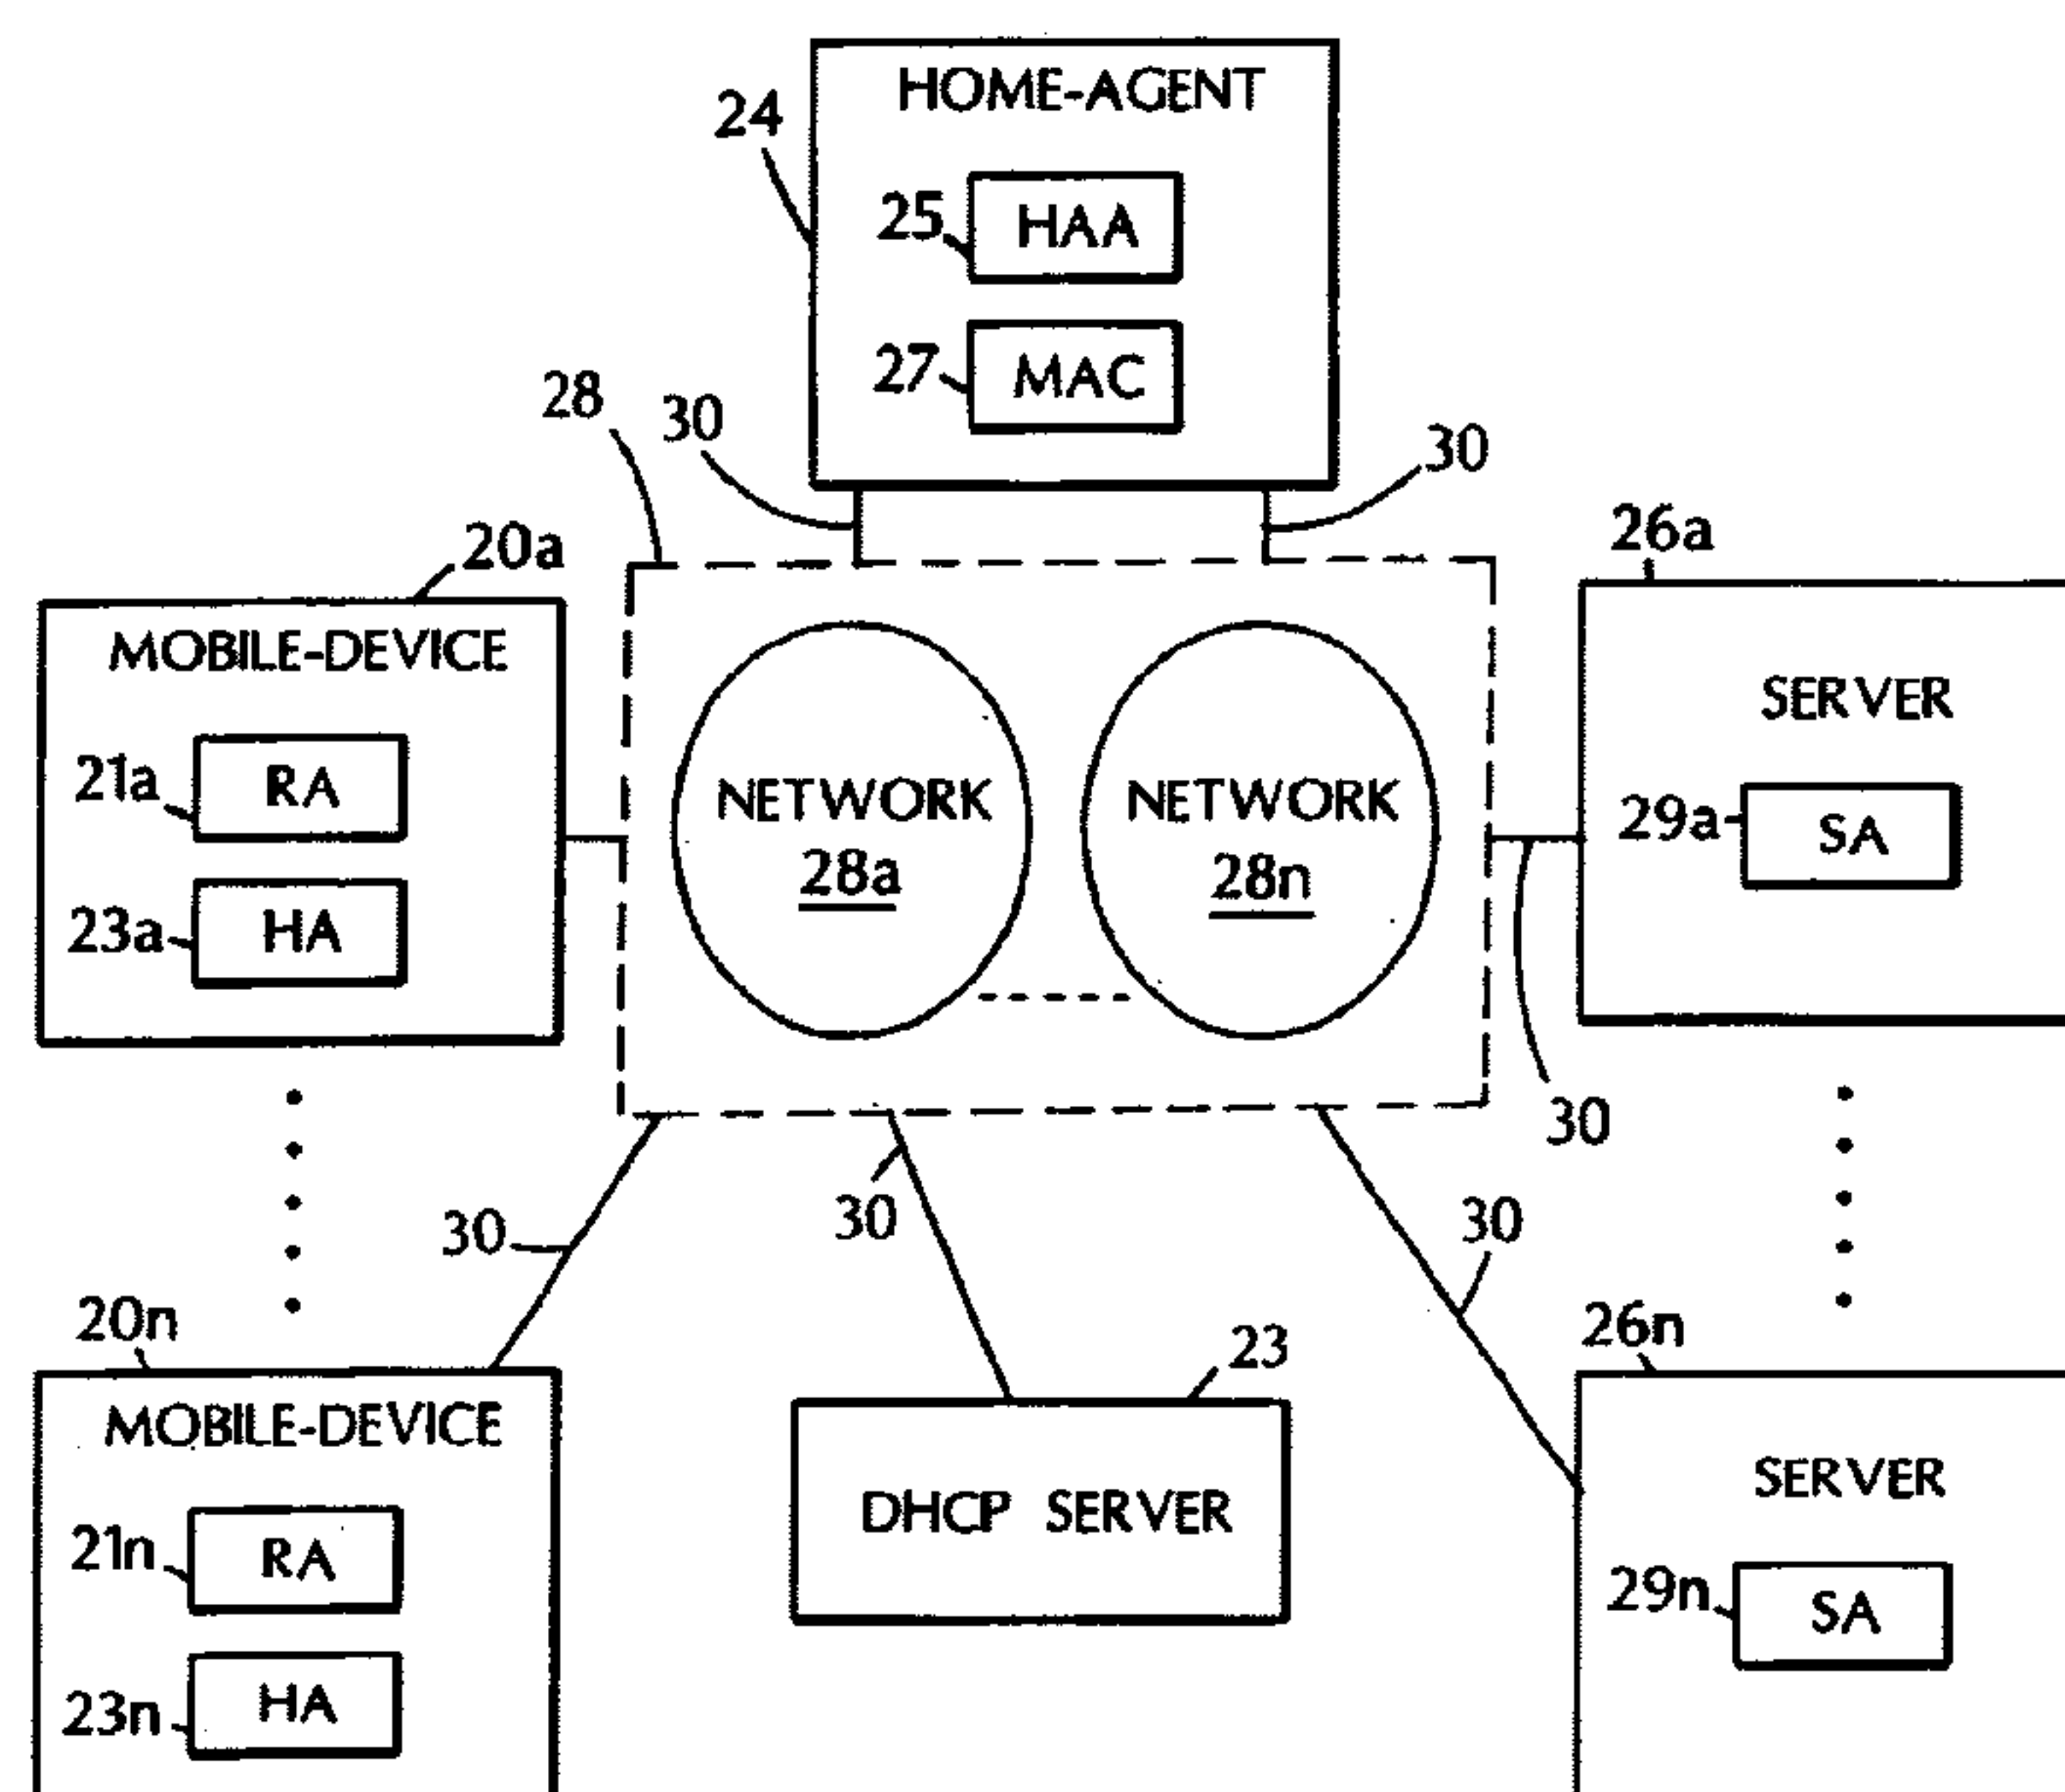 HOME-AGENT
24
25
HAA
27
MAC
28
30
30
20a
26a
MOBILE-DEVICE
SERVER
21a
RA
NETWORK
28a
NETWORK
28n
29a
SA
23a
HA
30
30
30
30
20n
23
26n
MOBILE-DEVICE
DHCP SERVER
SERVER
21n
RA
29n
SA
23n
HA